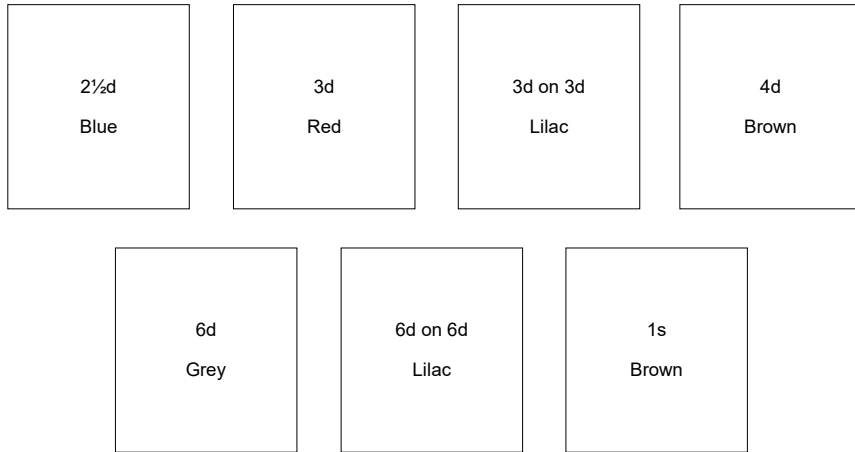 2½d
Blue
3d
Red
3d on 3d
Lilac
4d
Brown
6d
Grey
6d on 6d
Lilac
1s
Brown